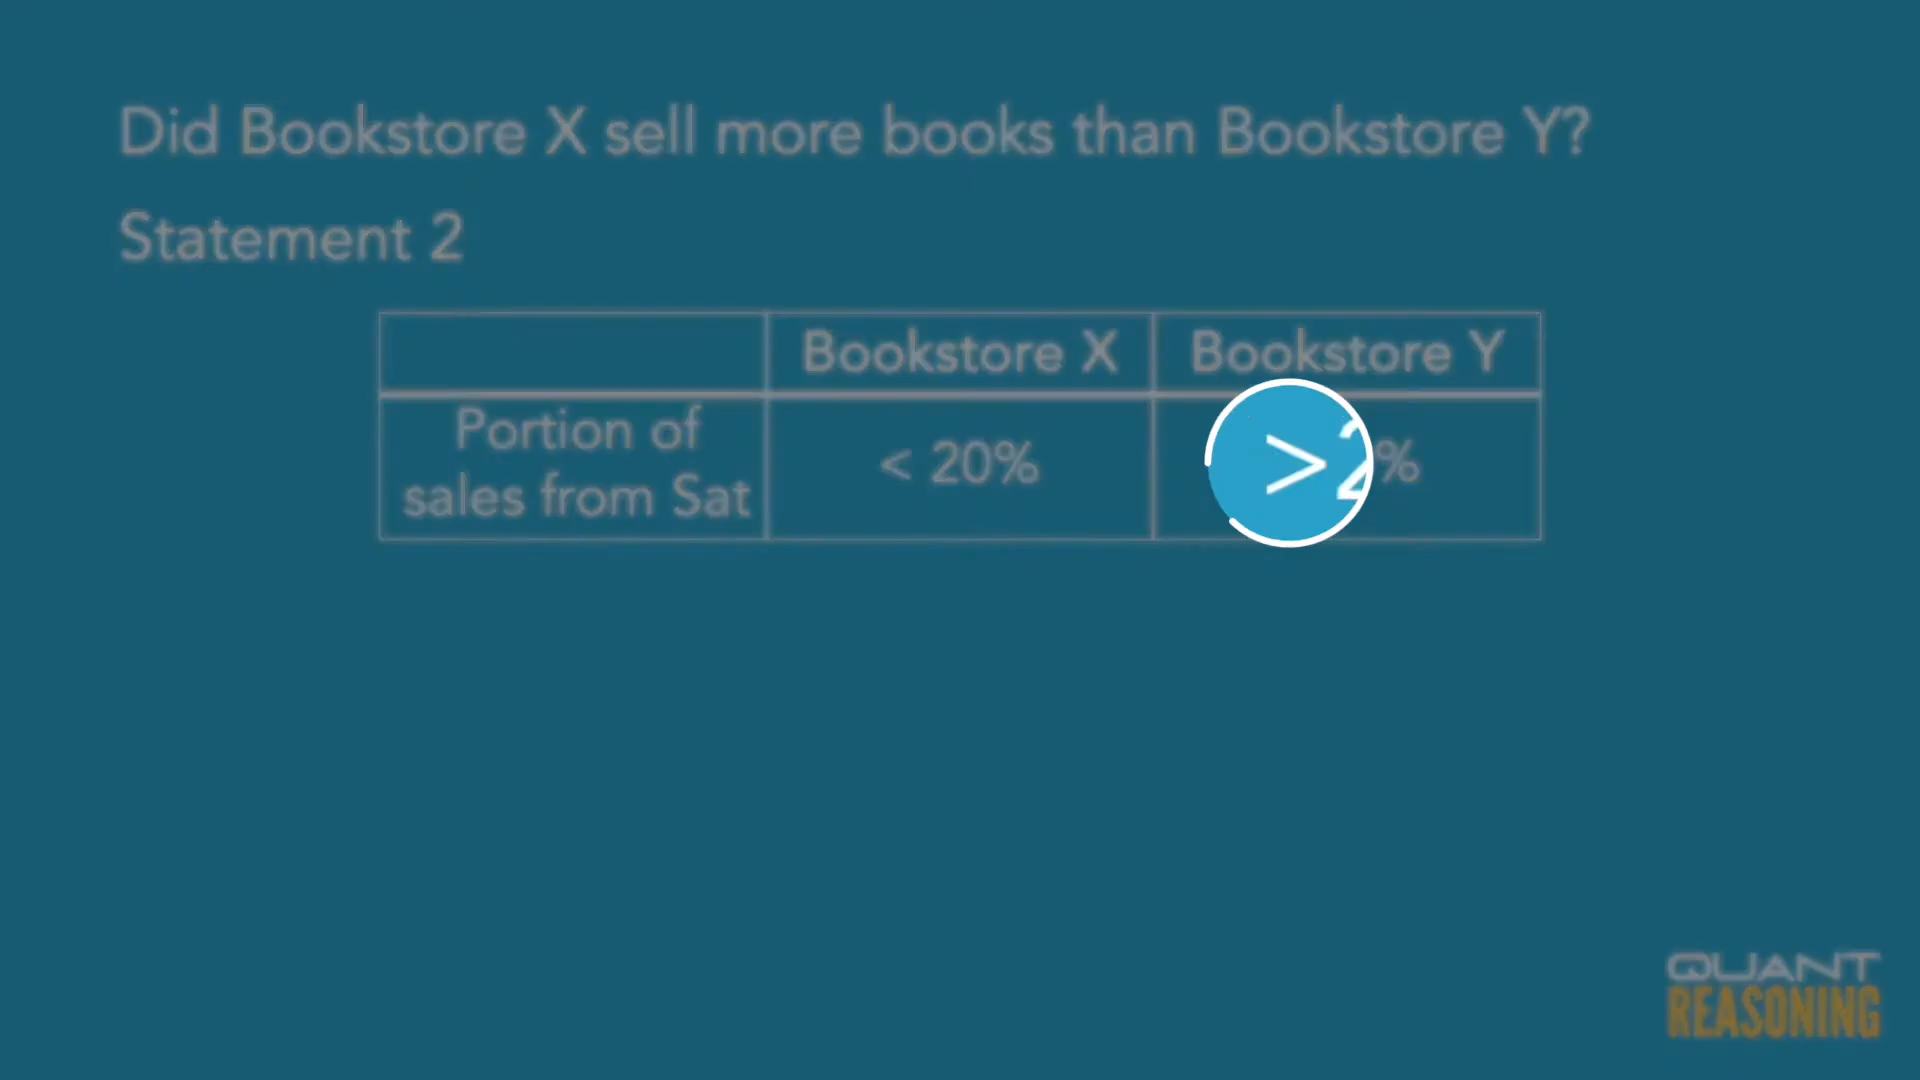 Did Bookstore X sell more books than Bookstore Y?
Statement 2
Bookstore X Bookstore Y
Portion of
sales from Sat
< 20%
> 2%
QUANT
REASONING